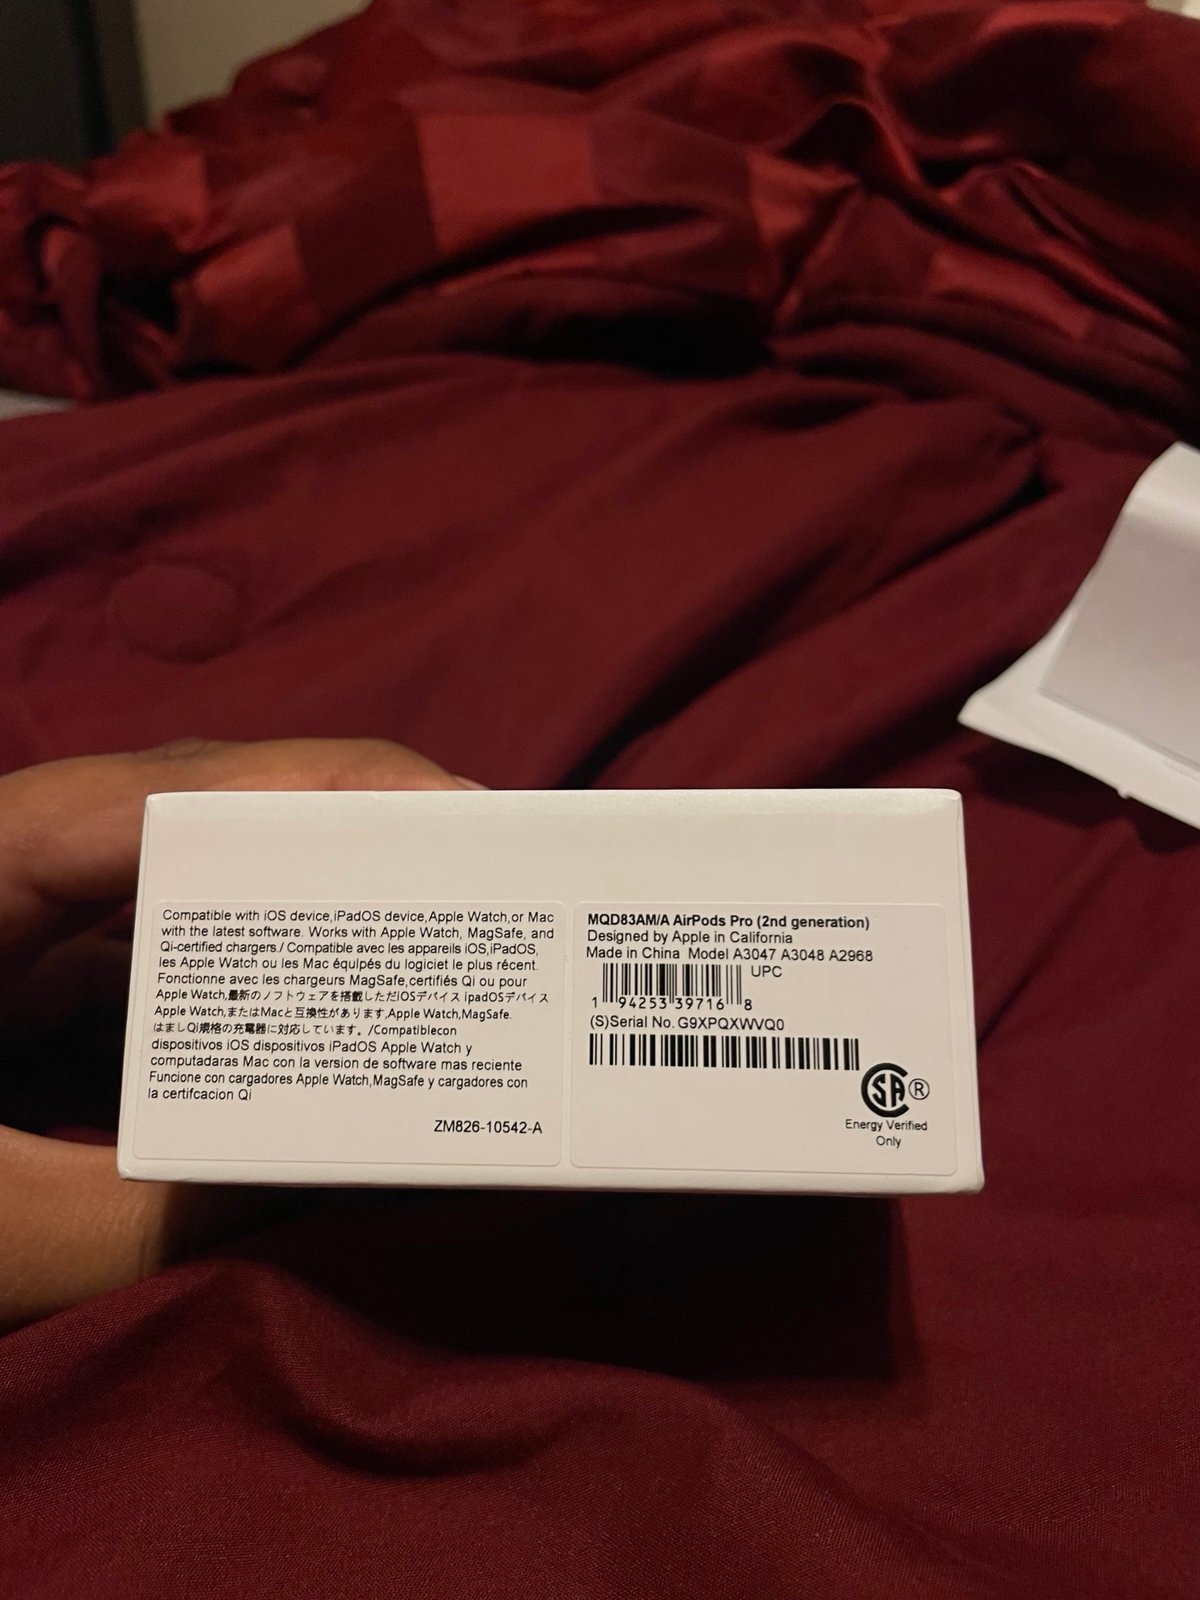 Compatible with iOS device,iPadOS device,Apple Watch,or Mac
with the latest software. Works with Apple Watch, MagSafe, and
Qi-certified chargers./ Compatible avec les appareils iOS,iPadOS,
les Apple Watch ou les Mac équipés du logiciet le plus récent.
Fonctionne avec les chargeurs MagSafe,certifiés Qi ou pour
Apple Watch,最新のノフトウェアを搭載しただiOSデバイス ipadOSデバイス
Apple Watch,またはMacと互換性があります,Apple Watch,MagSafe.
はましQi規格の充電器に対応しています。/Compatiblecon
dispositivos iOS dispositivos iPadOS Apple Watch y
computadaras Mac con la version de software mas reciente
Funcione con cargadores Apple Watch,MagSafe y cargadores con
la certifcacion Qi
ZM826-10542-A
MQD83AM/A AirPods Pro (2nd generation)
Designed by Apple in California
Made in China Model A3047 A3048 A2968
UPC
1 94253 39716 8
(S)Serial No. G9XPQXWVQ0
SA ®
Energy Verified
Only